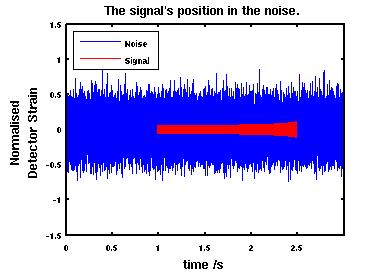 The signal's position in the noise.
Normalised
Detector Strain
1.5
1
0.5
0
-0.5
-1
-1.5
Noise
Signal
0 0.5 1 1.5 2 2.5
time /s